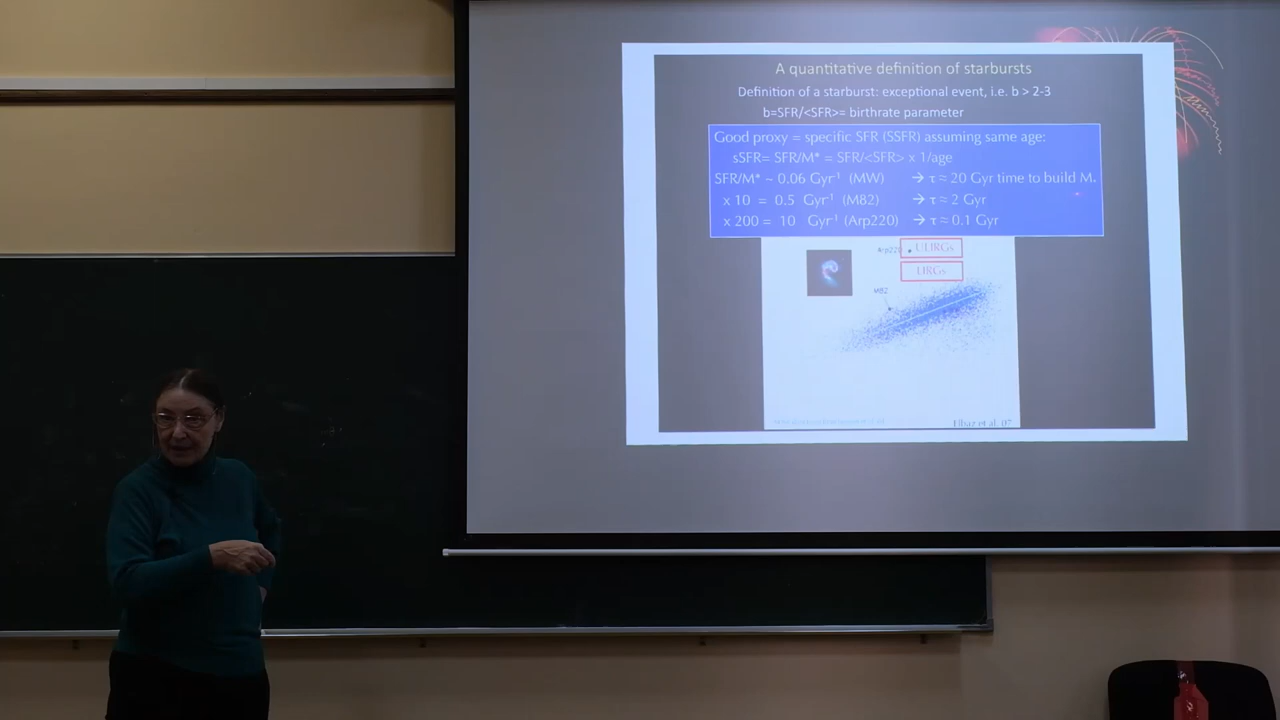 A quantitative definition of starbursts
Definition of a starburst: exceptional event, i.e. b > 2-3
b=SFR/<SFR>= birthrate parameter
Good proxy = specific SFR (SSFR) assuming same age:
sSFR= SFR/M* = SFR/<SFR> x 1/age
SFR/M* ~ 0.06 Gyr⁻¹ (MW) → τ ≈ 20 Gyr time to build M*
x 10 = 0.5 Gyr⁻¹ (M82) → τ ≈ 2 Gyr
x 200 = 10 Gyr⁻¹ (Arp220) → τ ≈ 0.1 Gyr
Arp220 ULIRGs
LIRGs
M82
Elbaz et al. 07